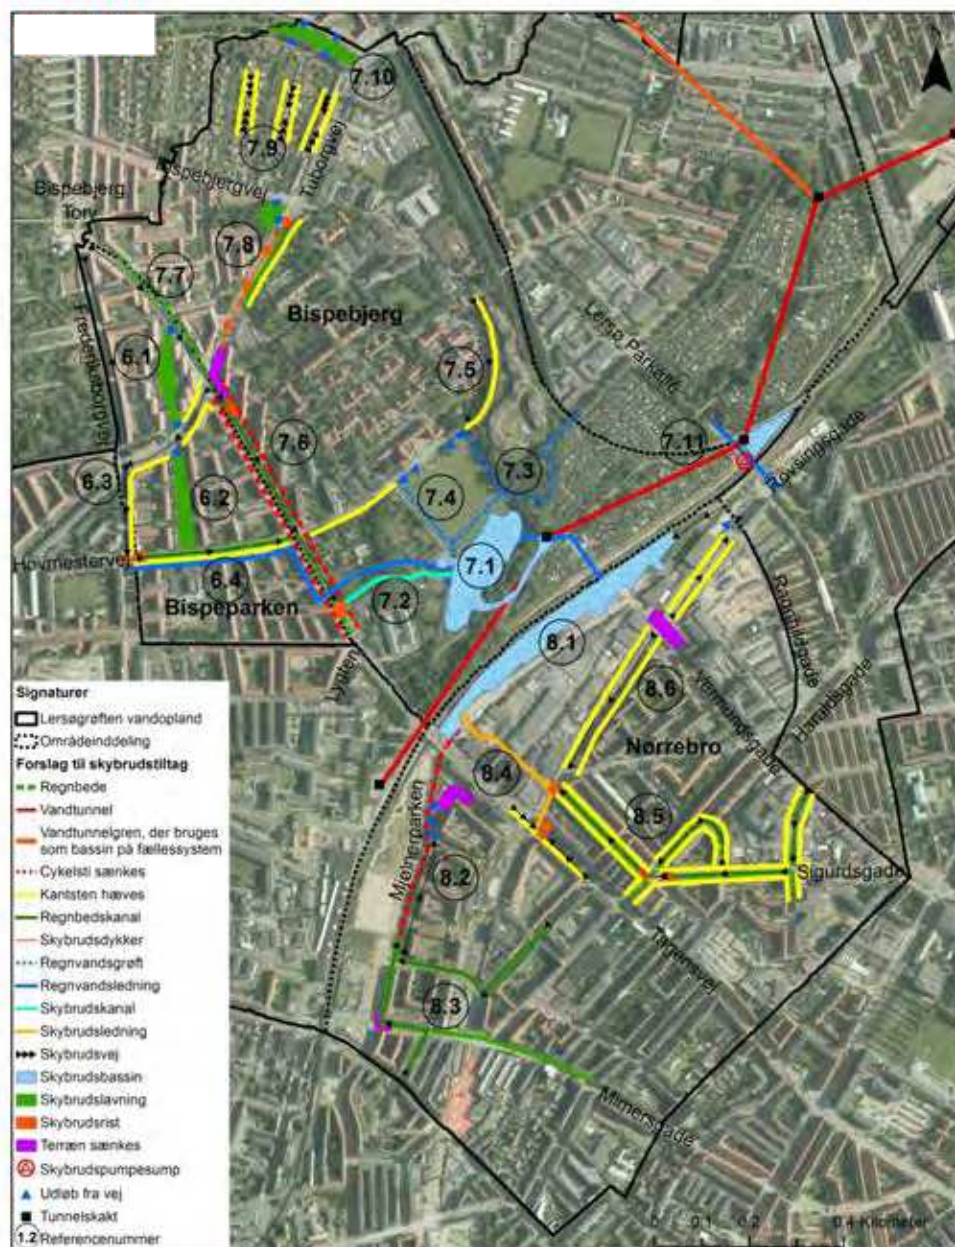 7.10
7.9
Tuborgvej
Bispebjergvej
Bispebjerg
Torv
7.8
7.7
Bispebjerg
Frederiksborgvej
6.1
7.5
Lersø Parkallé
7.11
Rovsingsgade
7.6
6.3
6.2
7.4
7.3
Hovmestervej
6.4
7.1
Bispeparken
7.2
8.1
Lygten
Ragnhildgade
8.6
Vermundsgade
Haraldsgade
Nørrebro
8.4
8.5
Mjølnerparken
8.2
Sigurdsgade
Tagensvej
8.3
Mimersgade
0 0.1 0.2 0.4 Kilometer
Signaturer
Lersøgrøften vandopland
Områdeinddeling
Forslag til skybrudstiltag
Regnbede
Vandtunnel
Vandtunnelgren, der bruges
som bassin på fællessystem
Cykelsti sænkes
Kantsten hæves
Regnbedskanal
Skybrudsdykker
Regnvandsgrøft
Regnvandsledning
Skybrudskanal
Skybrudsledning
Skybrudsvej
Skybrudsbassin
Skybrudslavning
Skybrudsrist
Terræn sænkes
Skybrudspumpesump
Udløb fra vej
Tunnelskakt
1.2 Referencenummer